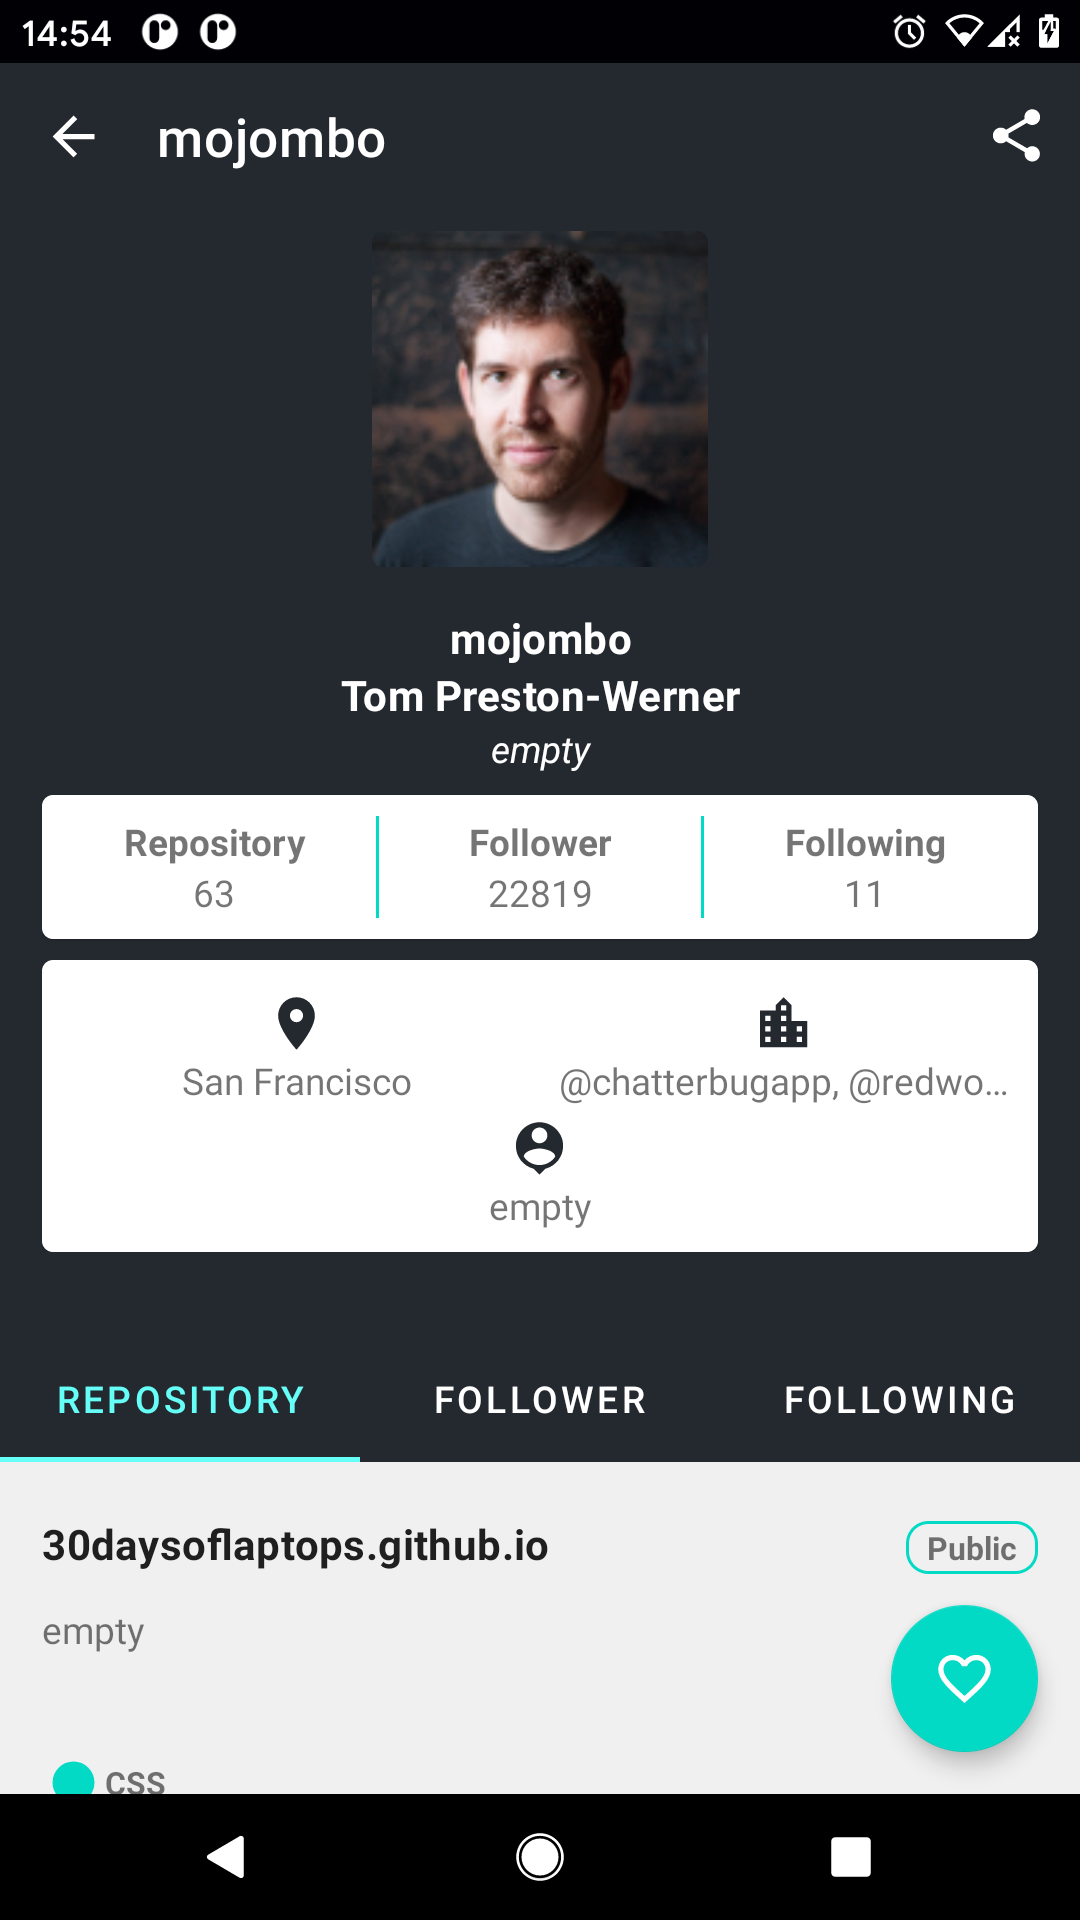 14:54
mojombo
mojombo
Tom Preston-Werner
empty
Repository Follower Following
63 22819 11
San Francisco @chatterbugapp, @redwo...
empty
REPOSITORY FOLLOWER FOLLOWING
30daysoflaptops.github.io Public
empty
CSS